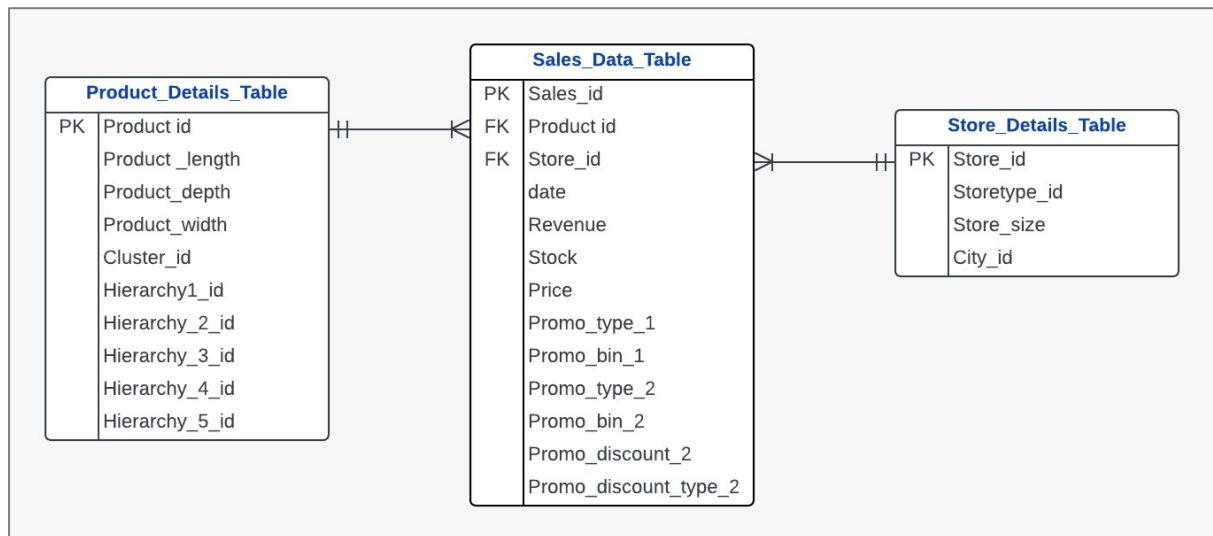 Product_Details_Table
PK Product id
Product _length
Product_depth
Product_width
Cluster_id
Hierarchy1_id
Hierarchy_2_id
Hierarchy_3_id
Hierarchy_4_id
Hierarchy_5_id
Sales_Data_Table
PK Sales_id
FK Product id
FK Store_id
date
Revenue
Stock
Price
Promo_type_1
Promo_bin_1
Promo_type_2
Promo_bin_2
Promo_discount_2
Promo_discount_type_2
Store_Details_Table
PK Store_id
Storetype_id
Store_size
City_id